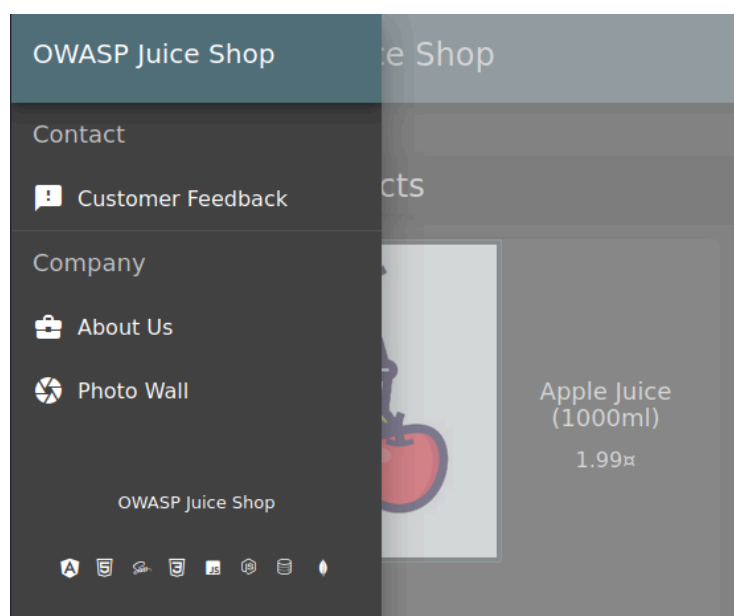 OWASP Juice Shop
e Shop
Contact
Customer Feedback
cts
Company
About Us
Photo Wall
Apple Juice
(1000ml)
1.99¤
OWASP Juice Shop